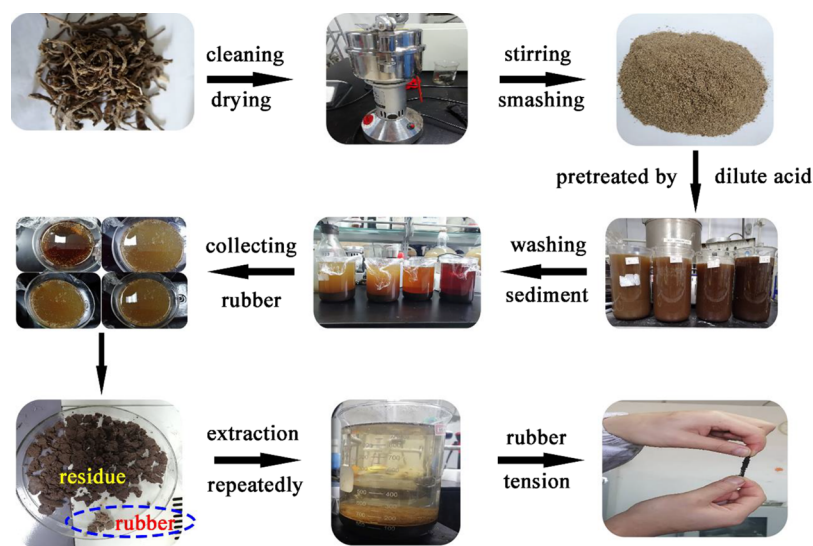 cleaning
drying
stirring
smashing
pretreated by dilute acid
washing
sediment
collecting
rubber
residue
rubber
extraction
repeatedly
rubber
tension